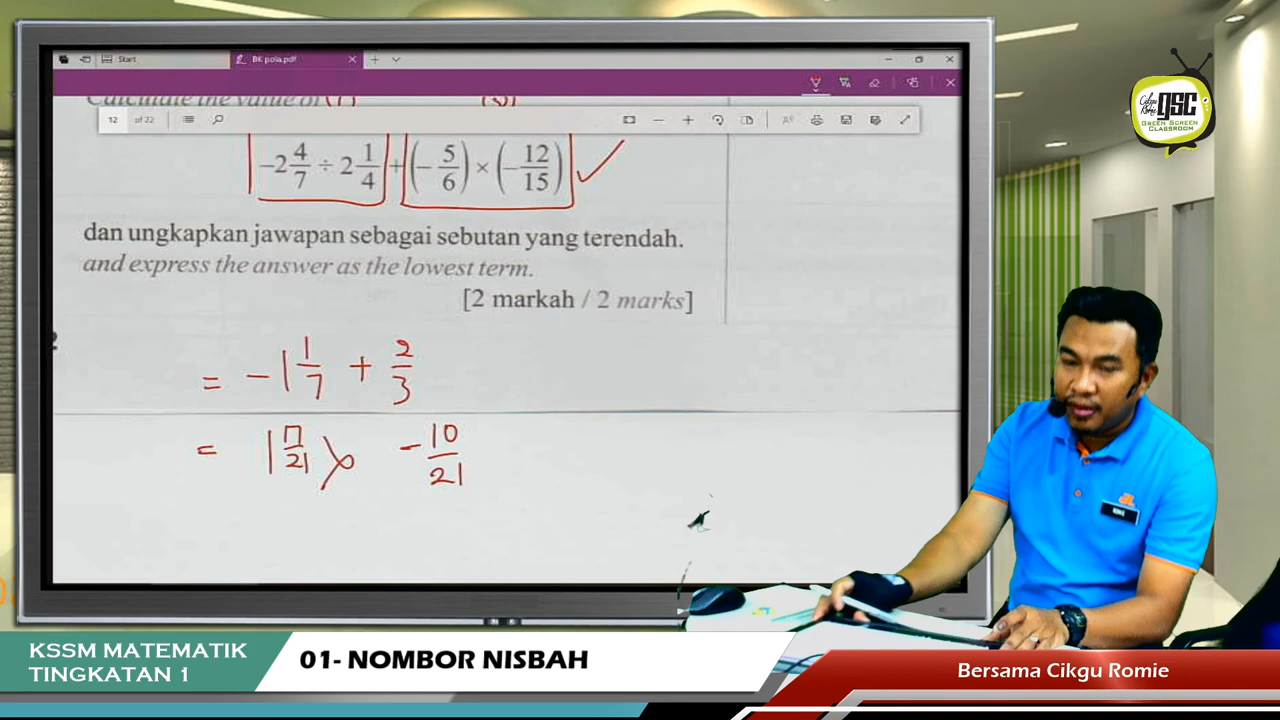 Start
BK pola.pdf
Calculate the value of
12 of 22
-2 4/7 ÷ 2 1/4 + (- 5/6) × (- 12/15)
dan ungkapkan jawapan sebagai sebutan yang terendah.
and express the answer as the lowest term.
[2 markah / 2 marks]
= -1 1/7 + 2/3
= 1 17/21 - 10/21
Cikgu Romie GSC
GREEN SCREEN
CLASSROOM
KSSM MATEMATIK
TINGKATAN 1
01- NOMBOR NISBAH
Bersama Cikgu Romie